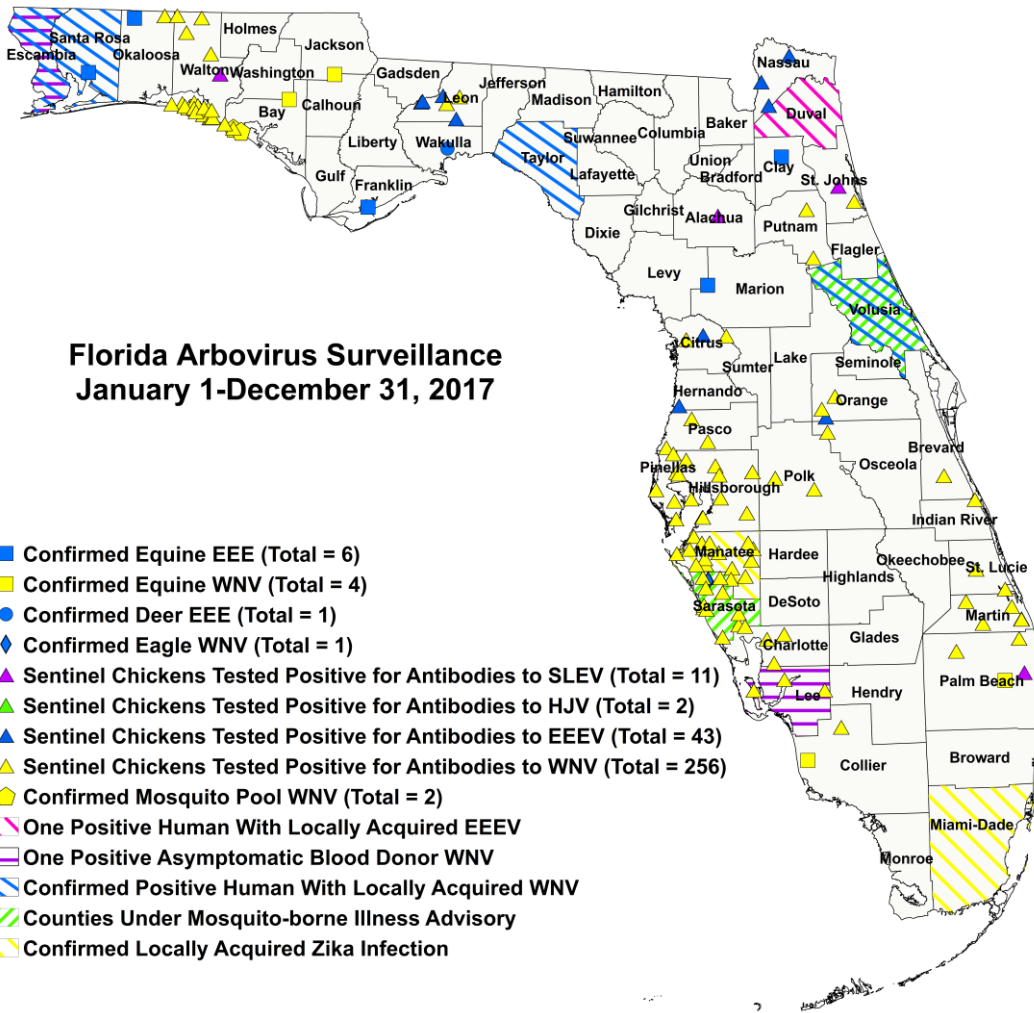 Holmes
Jackson
Santa Rosa
Escambia
Okaloosa
Walton
Washington
Gadsden
Jefferson
Leon
Madison
Hamilton
Nassau
Duval
Baker
Columbia
Suwannee
Bay
Calhoun
Liberty
Wakulla
Taylor
Lafayette
Union
Bradford
Clay
St. Johns
Gulf
Franklin
Dixie
Gilchrist
Alachua
Putnam
Flagler
Levy
Marion
Volusia
Citrus
Sumter
Lake
Seminole
Hernando
Orange
Pasco
Brevard
Pinellas
Hillsborough
Polk
Osceola
Indian River
Manatee
Hardee
Okeechobee
St. Lucie
Highlands
Sarasota
DeSoto
Martin
Charlotte
Glades
Lee
Hendry
Palm Beach
Collier
Broward
Miami-Dade
Monroe
Florida Arbovirus Surveillance
January 1-December 31, 2017
Confirmed Equine EEE (Total = 6)
Confirmed Equine WNV (Total = 4)
Confirmed Deer EEE (Total = 1)
Confirmed Eagle WNV (Total = 1)
Sentinel Chickens Tested Positive for Antibodies to SLEV (Total = 11)
Sentinel Chickens Tested Positive for Antibodies to HJV (Total = 2)
Sentinel Chickens Tested Positive for Antibodies to EEEV (Total = 43)
Sentinel Chickens Tested Positive for Antibodies to WNV (Total = 256)
Confirmed Mosquito Pool WNV (Total = 2)
One Positive Human With Locally Acquired EEEV
One Positive Asymptomatic Blood Donor WNV
Confirmed Positive Human With Locally Acquired WNV
Counties Under Mosquito-borne Illness Advisory
Confirmed Locally Acquired Zika Infection